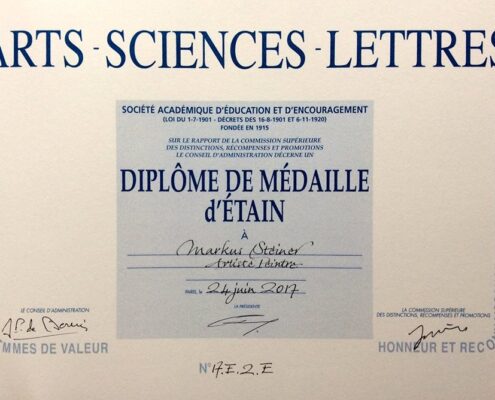 ARTS - SCIENCES - LETTRES
SOCIÉTÉ ACADÉMIQUE D'ÉDUCATION ET D'ENCOURAGEMENT
(LOI DU 1-7-1901 - DÉCRETS DES 16-8-1901 ET 6-11-1920)
FONDÉE EN 1915
SUR LE RAPPORT DE LA COMMISSION SUPÉRIEURE
DES DISTINCTIONS, RÉCOMPENSES ET PROMOTIONS
LE CONSEIL D'ADMINISTRATION DÉCERNE UN
DIPLÔME DE MÉDAILLE
d'ÉTAIN
À
Markus Steiner
Artiste Peintre
PARIS, le 24 juin 2017
LA PRÉSIDENTE
LE CONSEIL D'ADMINISTRATION
MMES DE VALEUR
LA COMMISSION SUPÉRIEURE
DES DISTINCTIONS, RÉCOMPENSES ET PROMOTIONS
HONNEUR ET RECO
N° 17.E.2.E